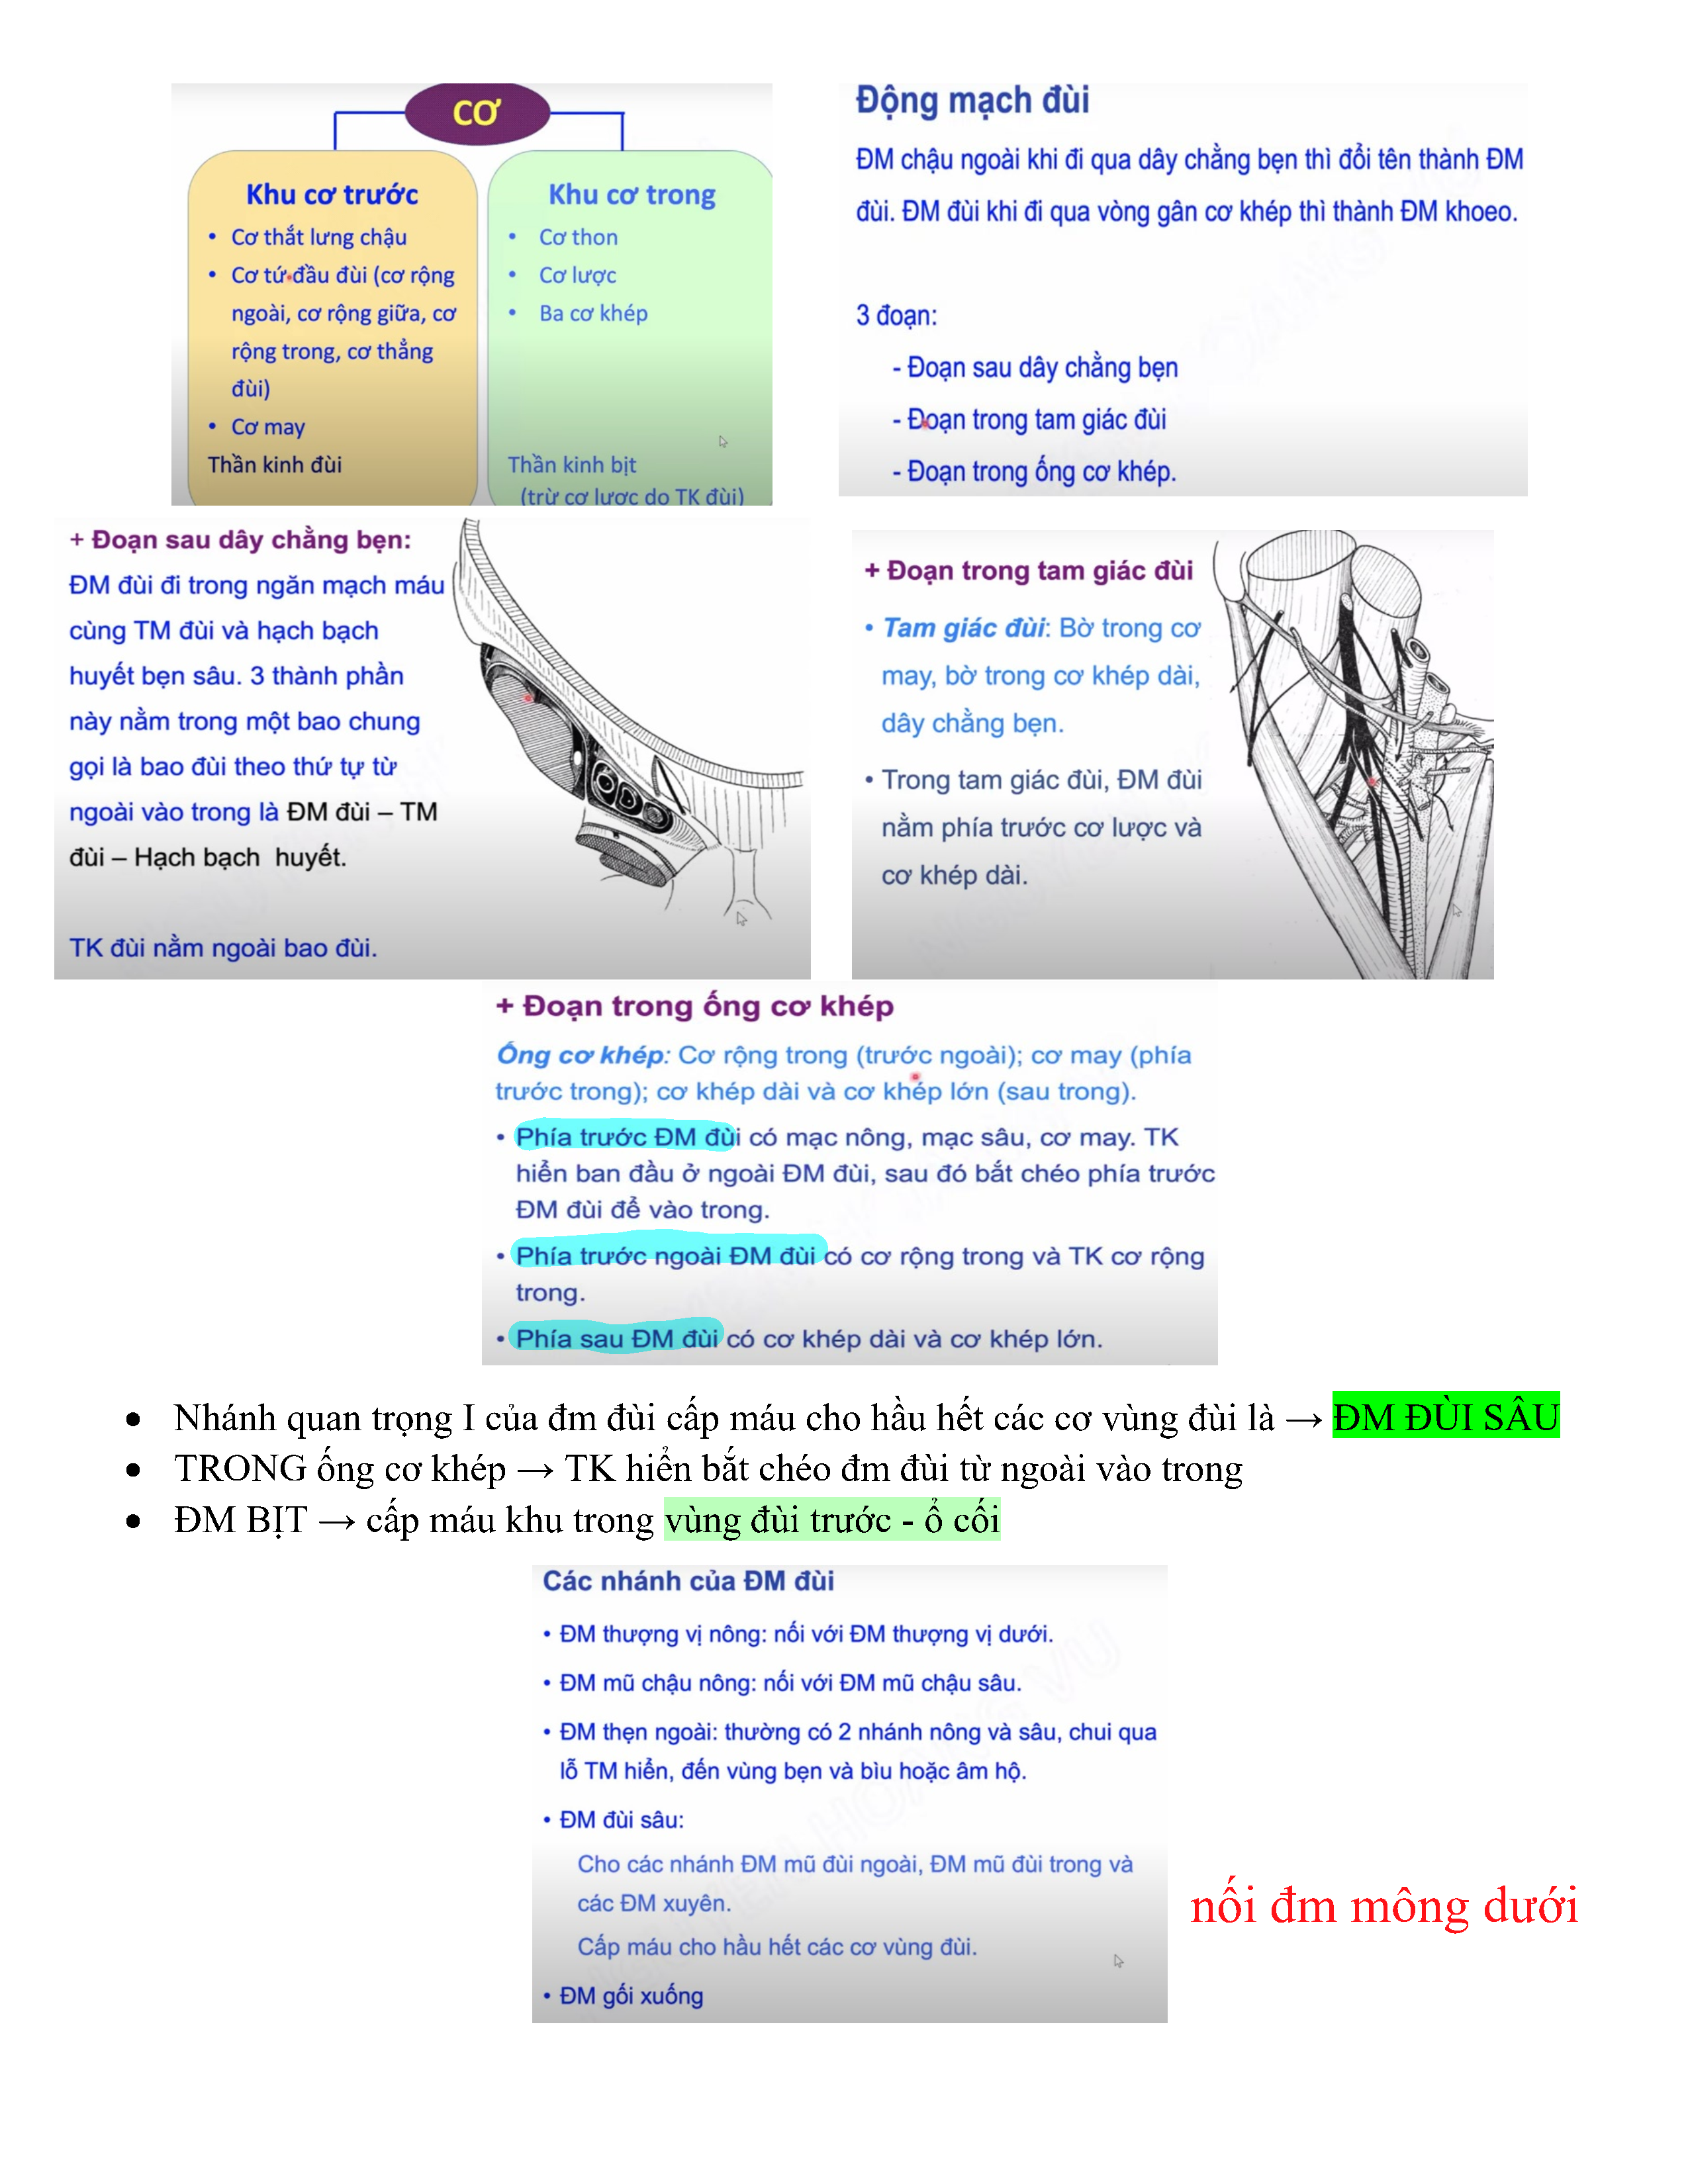 CƠ
Khu cơ trước
• Cơ thắt lưng chậu
• Cơ tứ đầu đùi (cơ rộng
ngoài, cơ rộng giữa, cơ
rộng trong, cơ thẳng
đùi)
• Cơ may
Thần kinh đùi
Khu cơ trong
• Cơ thon
• Cơ lược
• Ba cơ khép
Thần kinh bịt
(trừ cơ lược do TK đùi)
Động mạch đùi
ĐM chậu ngoài khi đi qua dây chằng bẹn thì đổi tên thành ĐM
đùi. ĐM đùi khi đi qua vòng gân cơ khép thì thành ĐM khoeo.
3 đoạn:
- Đoạn sau dây chằng bẹn
- Đoạn trong tam giác đùi
- Đoạn trong ống cơ khép.
+ Đoạn sau dây chằng bẹn:
ĐM đùi đi trong ngăn mạch máu
cùng TM đùi và hạch bạch
huyết bẹn sâu. 3 thành phần
này nằm trong một bao chung
gọi là bao đùi theo thứ tự từ
ngoài vào trong là ĐM đùi – TM
đùi – Hạch bạch huyết.
TK đùi nằm ngoài bao đùi.
+ Đoạn trong tam giác đùi
• Tam giác đùi: Bờ trong cơ
may, bờ trong cơ khép dài,
dây chằng bẹn.
• Trong tam giác đùi, ĐM đùi
nằm phía trước cơ lược và
cơ khép dài.
+ Đoạn trong ống cơ khép
Ống cơ khép: Cơ rộng trong (trước ngoài); cơ may (phía
trước trong); cơ khép dài và cơ khép lớn (sau trong).
• Phía trước ĐM đùi có mạc nông, mạc sâu, cơ may. TK
hiển ban đầu ở ngoài ĐM đùi, sau đó bắt chéo phía trước
ĐM đùi để vào trong.
• Phía trước ngoài ĐM đùi có cơ rộng trong và TK cơ rộng
trong.
• Phía sau ĐM đùi có cơ khép dài và cơ khép lớn.
• Nhánh quan trọng I của đm đùi cấp máu cho hầu hết các cơ vùng đùi là → ĐM ĐÙI SÂU
• TRONG ống cơ khép → TK hiển bắt chéo đm đùi từ ngoài vào trong
• ĐM BỊT → cấp máu khu trong vùng đùi trước - ổ cối
Các nhánh của ĐM đùi
• ĐM thượng vị nông: nối với ĐM thượng vị dưới.
• ĐM mũ chậu nông: nối với ĐM mũ chậu sâu.
• ĐM thẹn ngoài: thường có 2 nhánh nông và sâu, chui qua
lỗ TM hiển, đến vùng bẹn và bìu hoặc âm hộ.
• ĐM đùi sâu:
Cho các nhánh ĐM mũ đùi ngoài, ĐM mũ đùi trong và
các ĐM xuyên.
Cấp máu cho hầu hết các cơ vùng đùi.
• ĐM gối xuống
nối đm mông dưới